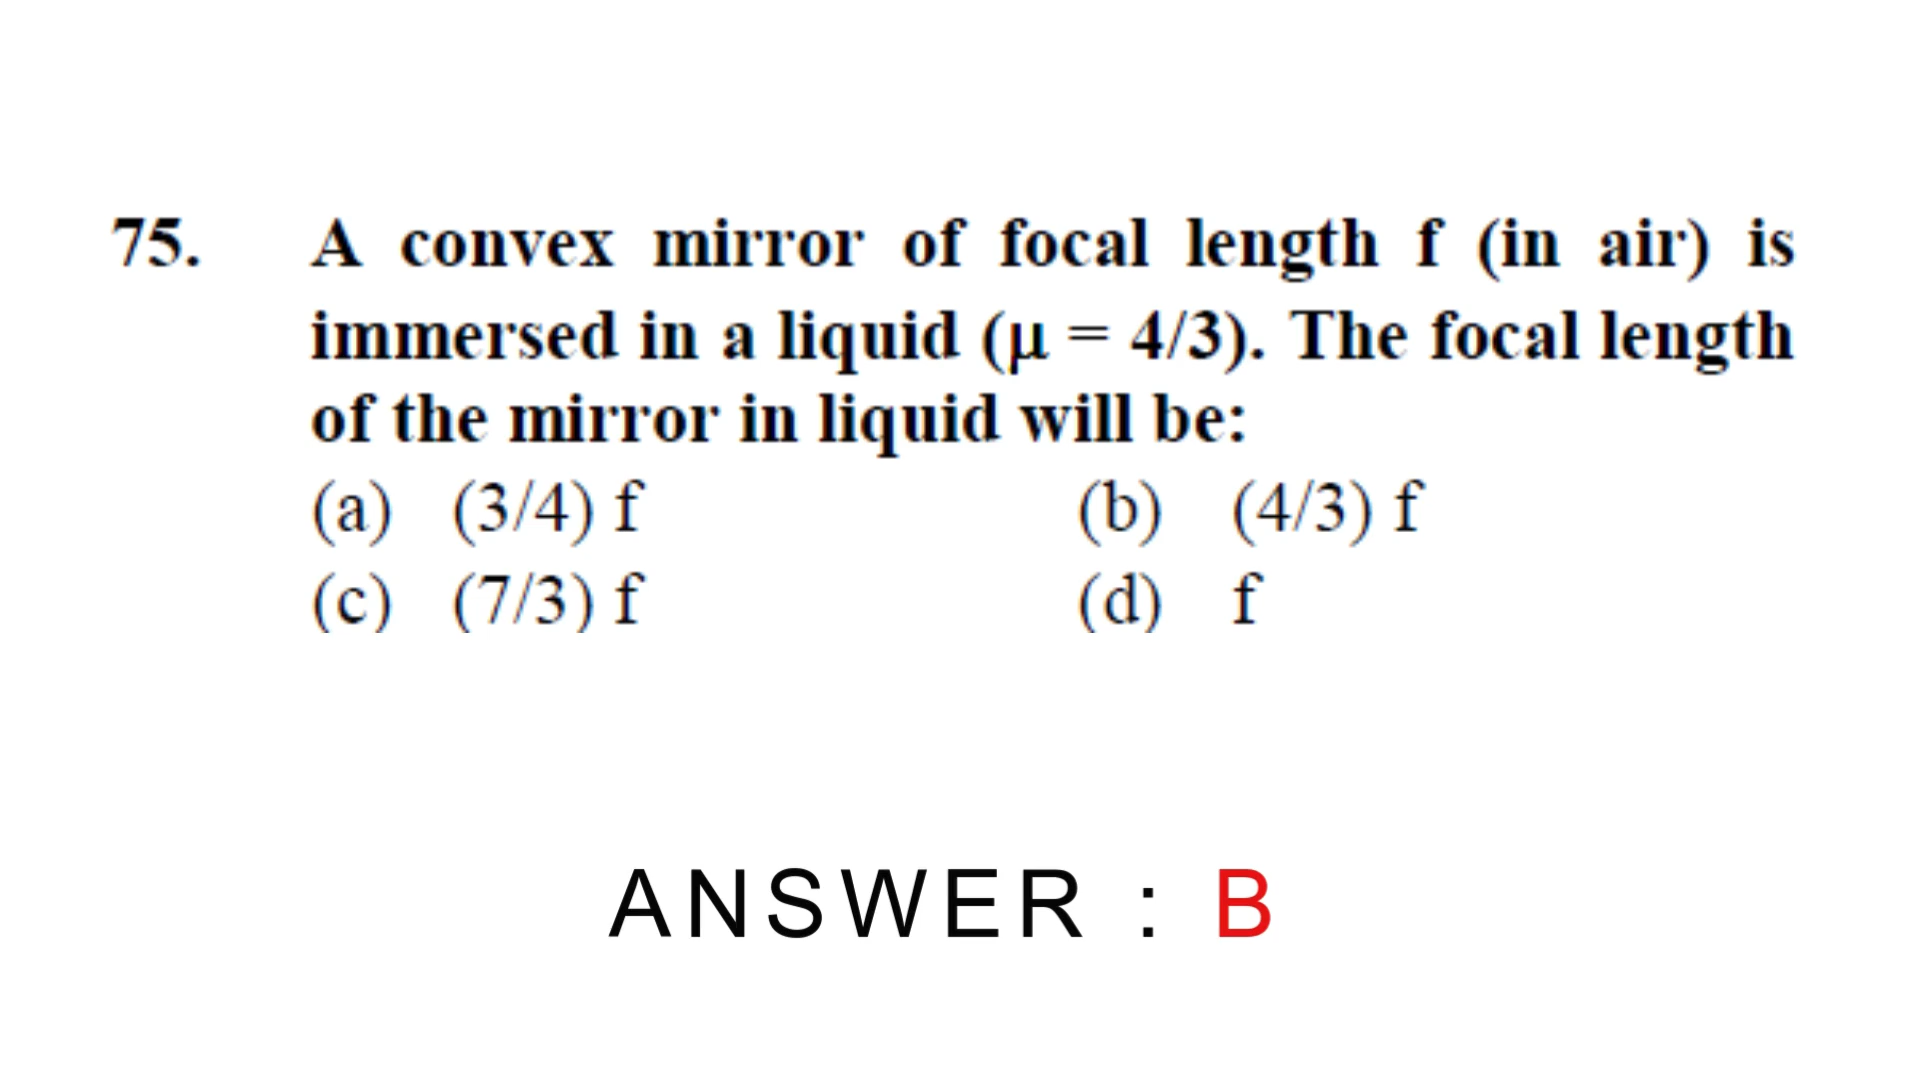 75. A convex mirror of focal length f (in air) is
immersed in a liquid (μ = 4/3). The focal length
of the mirror in liquid will be:
(a) (3/4) f (b) (4/3) f
(c) (7/3) f (d) f
ANSWER : B